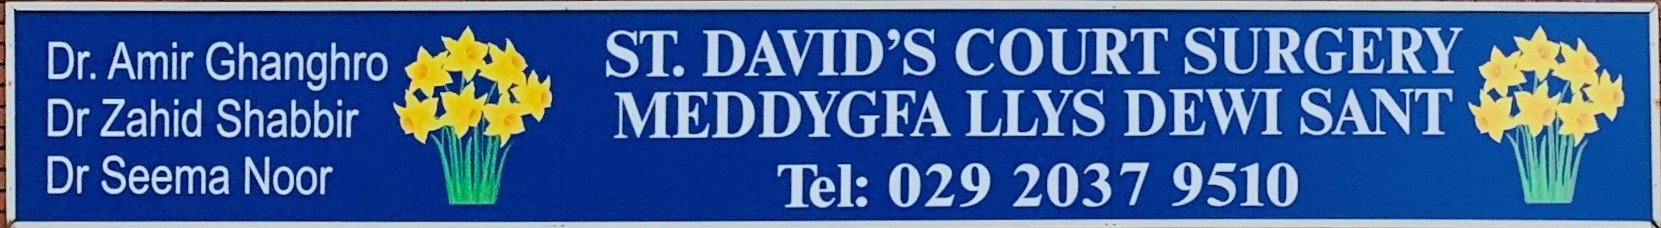 Dr. Amir Ghanghro
Dr Zahid Shabbir
Dr Seema Noor
ST. DAVID'S COURT SURGERY
MEDDYGFA LLYS DEWI SANT
Tel: 029 2037 9510